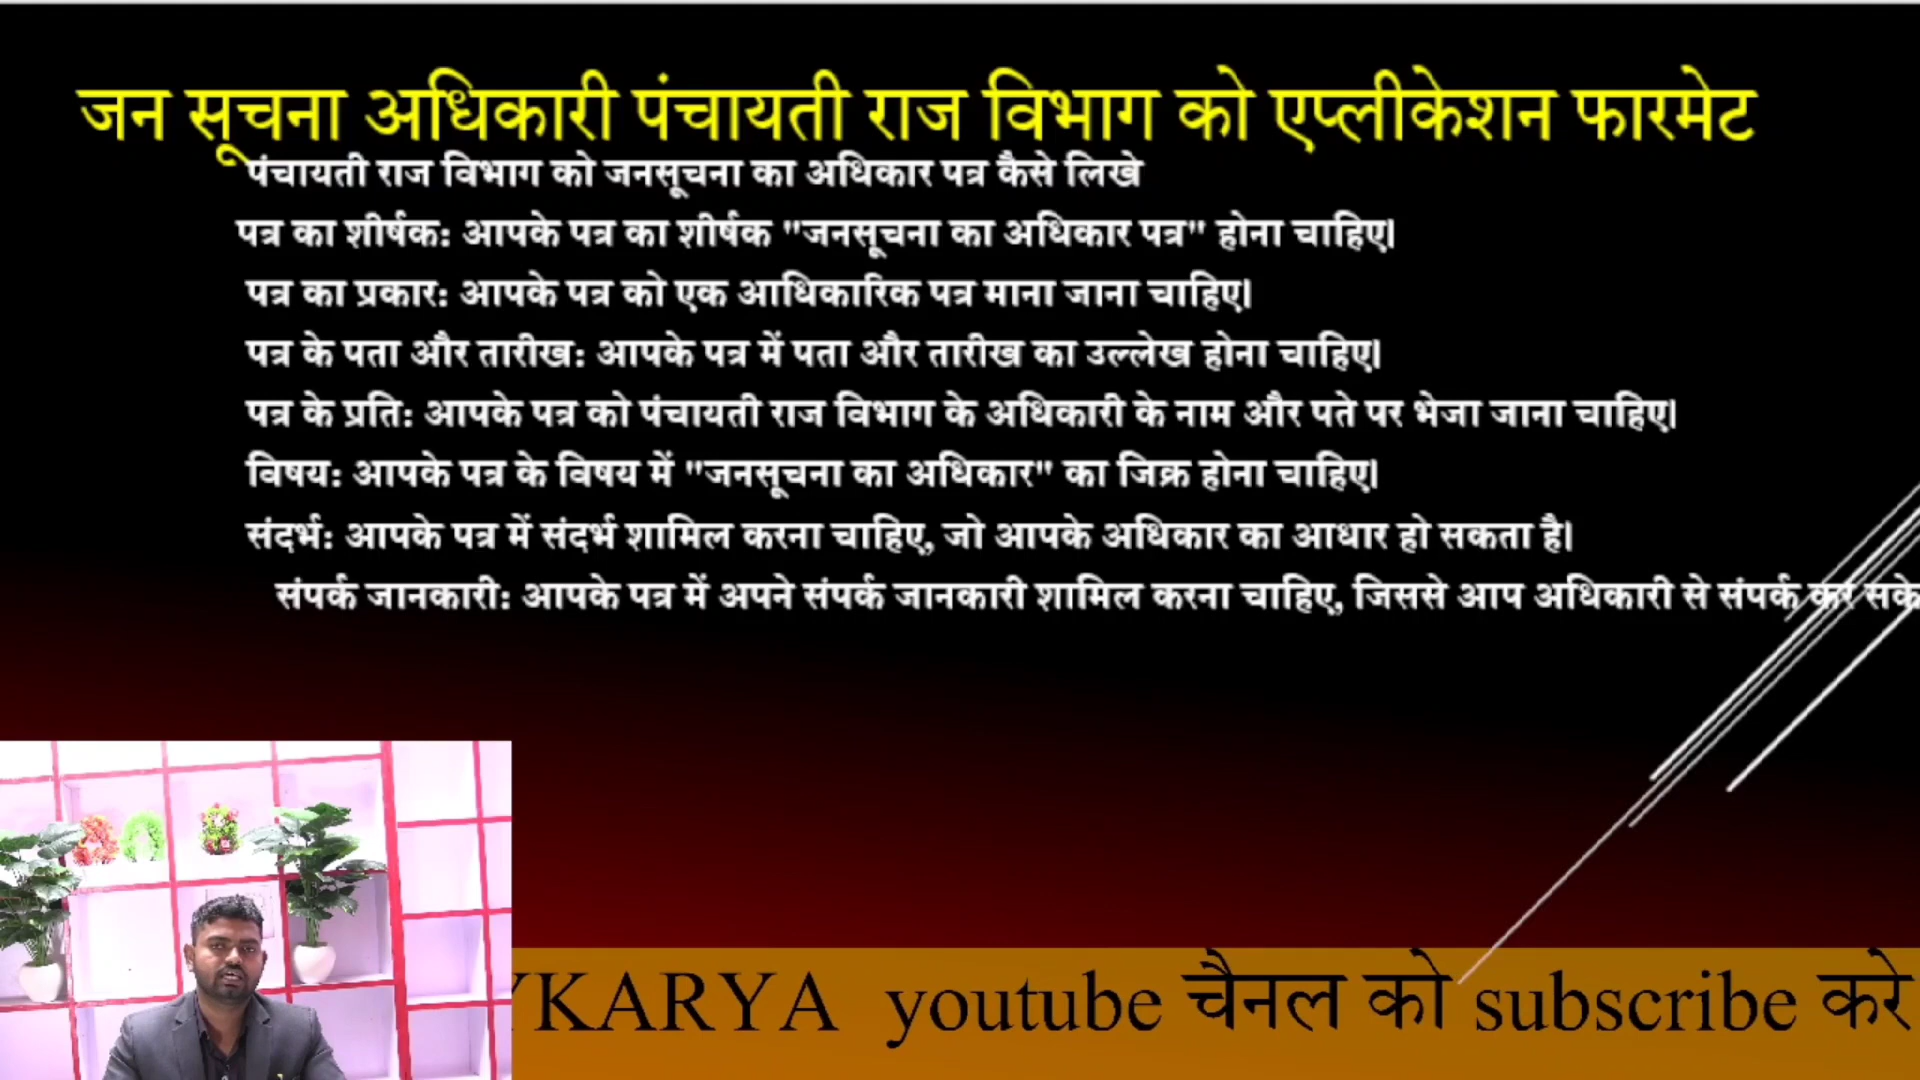 जन सूचना अधिकारी पंचायती राज विभाग को एप्लीकेशन फारमेट
पंचायती राज विभाग को जनसूचना का अधिकार पत्र कैसे लिखे
पत्र का शीर्षक: आपके पत्र का शीर्षक "जनसूचना का अधिकार पत्र" होना चाहिए।
पत्र का प्रकार: आपके पत्र को एक आधिकारिक पत्र माना जाना चाहिए।
पत्र के पता और तारीख: आपके पत्र में पता और तारीख का उल्लेख होना चाहिए।
पत्र के प्रति: आपके पत्र को पंचायती राज विभाग के अधिकारी के नाम और पते पर भेजा जाना चाहिए।
विषय: आपके पत्र के विषय में "जनसूचना का अधिकार" का जिक्र होना चाहिए।
संदर्भ: आपके पत्र में संदर्भ शामिल करना चाहिए, जो आपके अधिकार का आधार हो सकता है।
संपर्क जानकारी: आपके पत्र में अपने संपर्क जानकारी शामिल करना चाहिए, जिससे आप अधिकारी से संपर्क कर सके
YKARYA youtube चैनल को subscribe करे